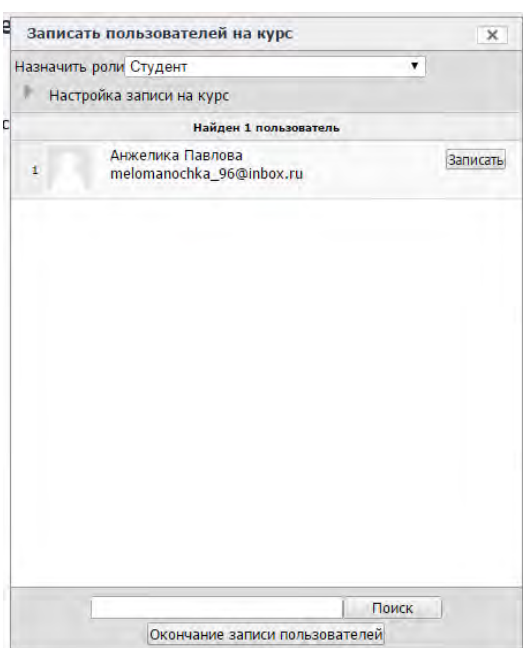 Записать пользователей на курс
Назначить роли Студент
Настройка записи на курс
Найден 1 пользователь
1
Анжелика Павлова
melomanochka_96@inbox.ru
Записать
Поиск
Окончание записи пользователей